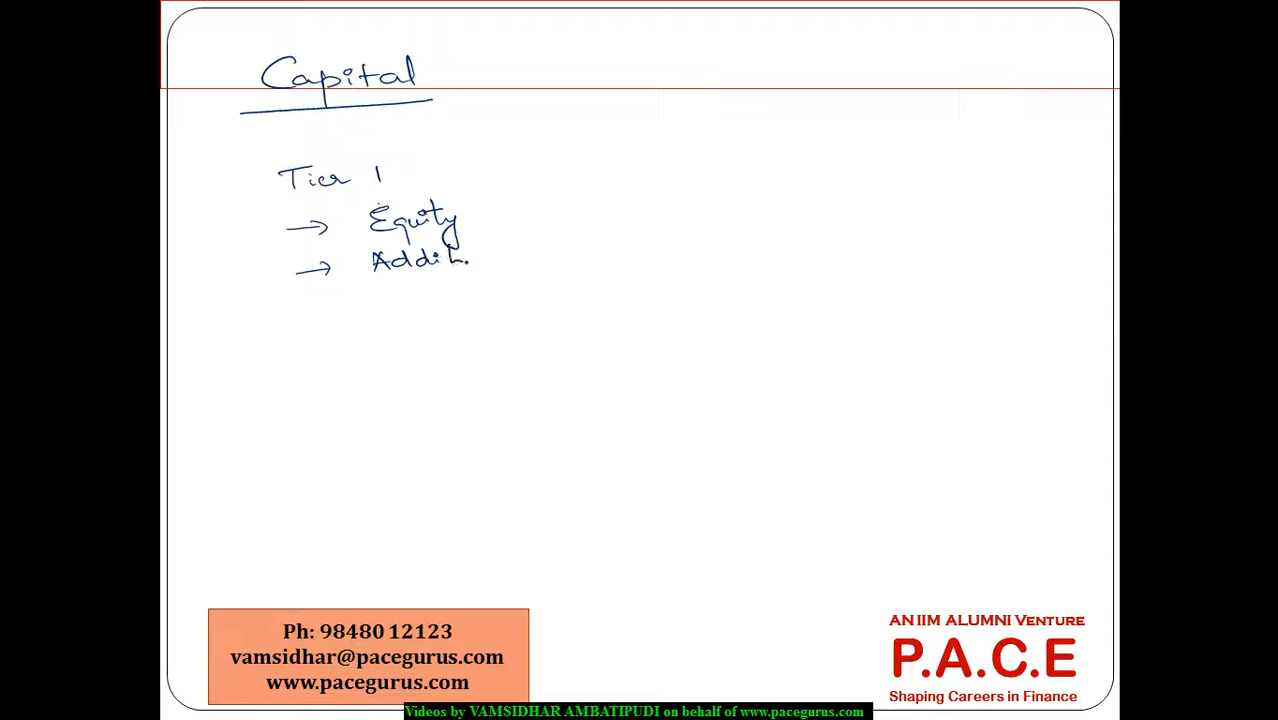 Capital
Tier 1
→ Equity
→ Addit
Ph: 98480 12123
vamsidhar@pacegurus.com
www.pacegurus.com
AN IIM ALUMNI VENTURE
P.A.C.E
Shaping Careers in Finance
Videos by VAMSIDHAR AMBATIPUDI on behalf of www.pacegurus.com